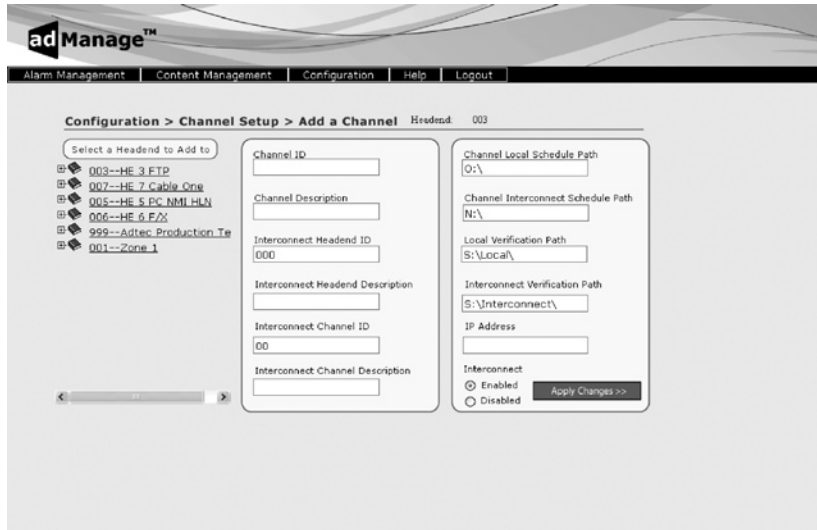 ad Manage™
Alarm Management | Content Management | Configuration | Help | Logout
Configuration > Channel Setup > Add a Channel Headend: 003
Select a Headend to Add to
003--HE 3 FTP
007--HE 7 Cable One
005--HE 5 PC NMI HLN
006--HE 6 F/X
999--Adtec Production Te
001--Zone 1
Channel ID
Channel Description
Interconnect Headend ID
000
Interconnect Headend Description
Interconnect Channel ID
00
Interconnect Channel Description
Channel Local Schedule Path
O:\
Channel Interconnect Schedule Path
N:\
Local Verification Path
S:\Local\
Interconnect Verification Path
S:\Interconnect\
IP Address
Interconnect
Enabled
Disabled
Apply Changes >>